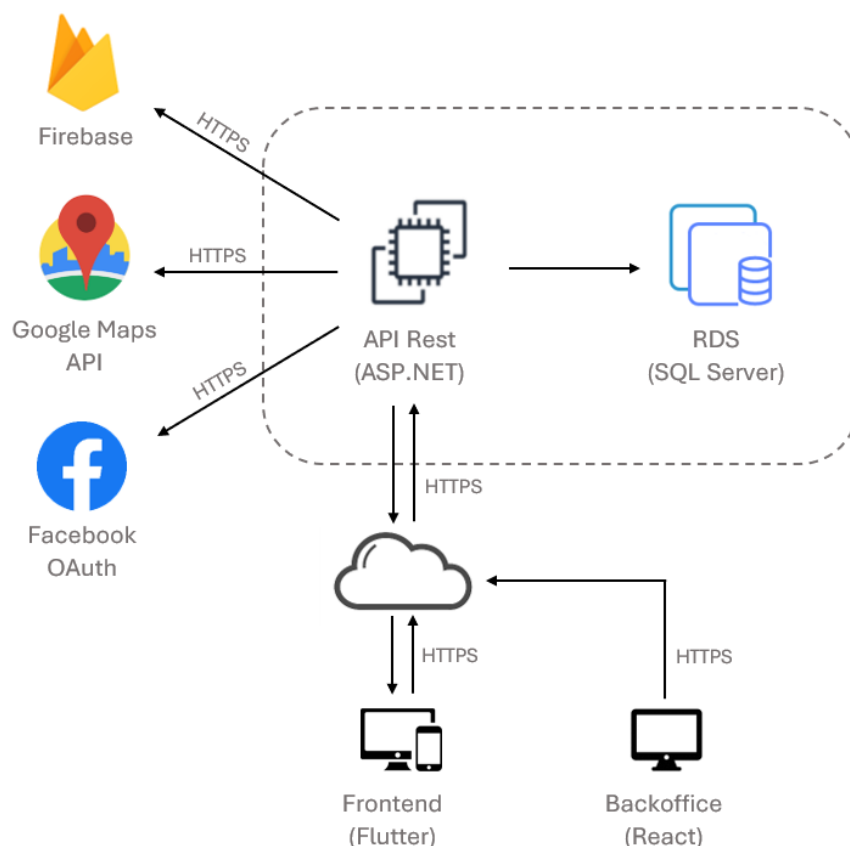 Firebase
HTTPS
Google Maps
API
HTTPS
Facebook
OAuth
HTTPS
API Rest
(ASP.NET)
RDS
(SQL Server)
HTTPS
HTTPS
HTTPS
Frontend
(Flutter)
Backoffice
(React)